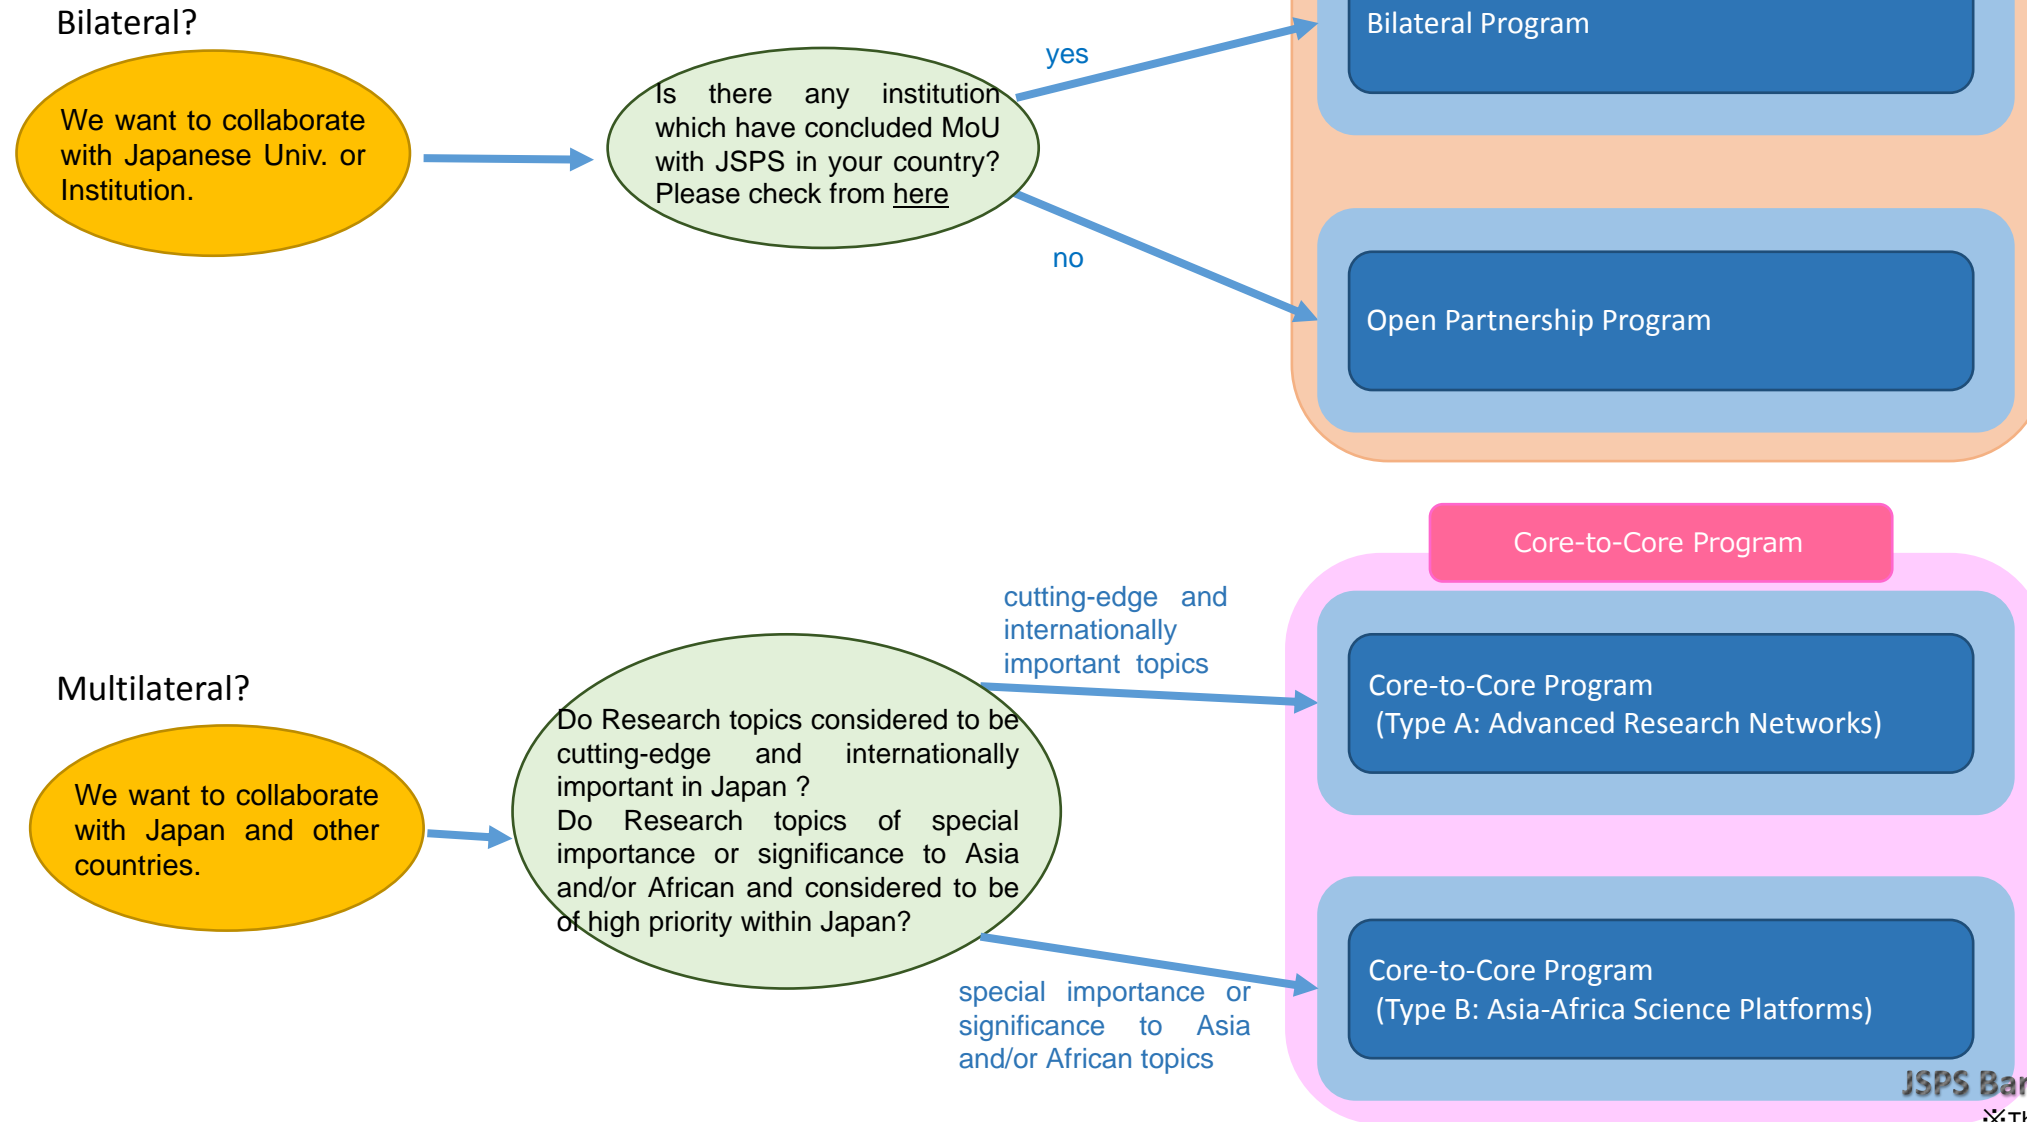 Bilateral?
We want to collaborate
with Japanese Univ. or
Institution.
Is there any institution
which have concluded MoU
with JSPS in your country?
Please check from here
yes
no
Bilateral Program
Open Partnership Program
Core-to-Core Program
Multilateral?
We want to collaborate
with Japan and other
countries.
Do Research topics considered to be
cutting-edge and internationally
important in Japan ?
Do Research topics of special
importance or significance to Asia
and/or African and considered to be
of high priority within Japan?
cutting-edge and
internationally
important topics
special importance or
significance to Asia
and/or African topics
Core-to-Core Program
(Type A: Advanced Research Networks)
Core-to-Core Program
(Type B: Asia-Africa Science Platforms)
JSPS